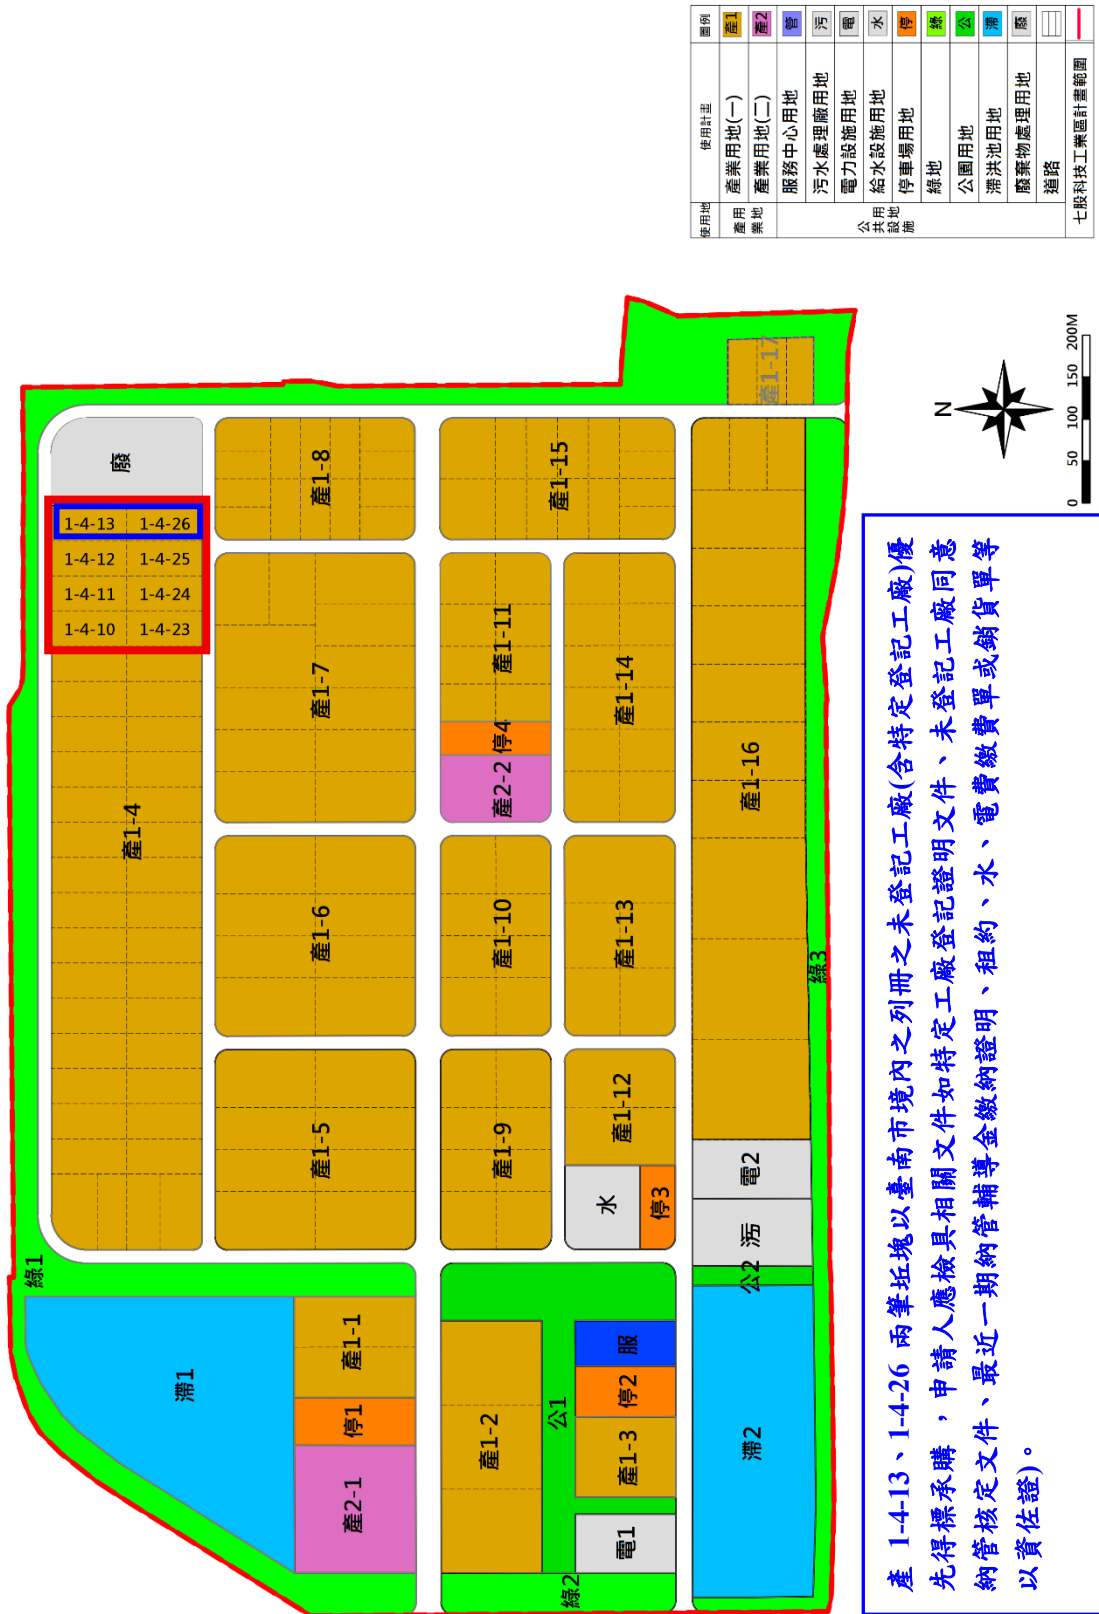 使用地 使用計畫 圖例
產業用地 產業用地(一) 產1
產業用地(二) 產2
公共設施用地 服務中心用地 管
污水處理廠用地 污
電力設施用地 電
給水設施用地 水
停車場用地 停
綠地 綠
公園用地 公
滯洪池用地 滯
廢棄物處理用地 廢
道路
七股科技工業區計畫範圍
N
0 50 100 150 200M
綠1
滯1
產2-1
停1
產1-1
產1-4
1-4-10
1-4-11
1-4-12
1-4-13
1-4-23
1-4-24
1-4-25
1-4-26
廢
產1-5
產1-6
產1-7
產1-8
綠2
產1-2
公1
電1
產1-3
停2
服
產1-9
產1-10
產2-2
停4
產1-11
產1-15
水
停3
產1-12
產1-13
產1-14
滯2
公2
污
電2
產1-16
產1-17
綠3
產 1-4-13、1-4-26 兩筆坵塊以臺南市境內之列冊之未登記工廠(含特定登記工廠)優
先得標承購，申請人應檢具相關文件如特定工廠登記證明文件、未登記工廠同意
納管核定文件、最近一期納管輔導金繳納證明、租約、水、電費繳費單或銷貨單等
以資佐證)。